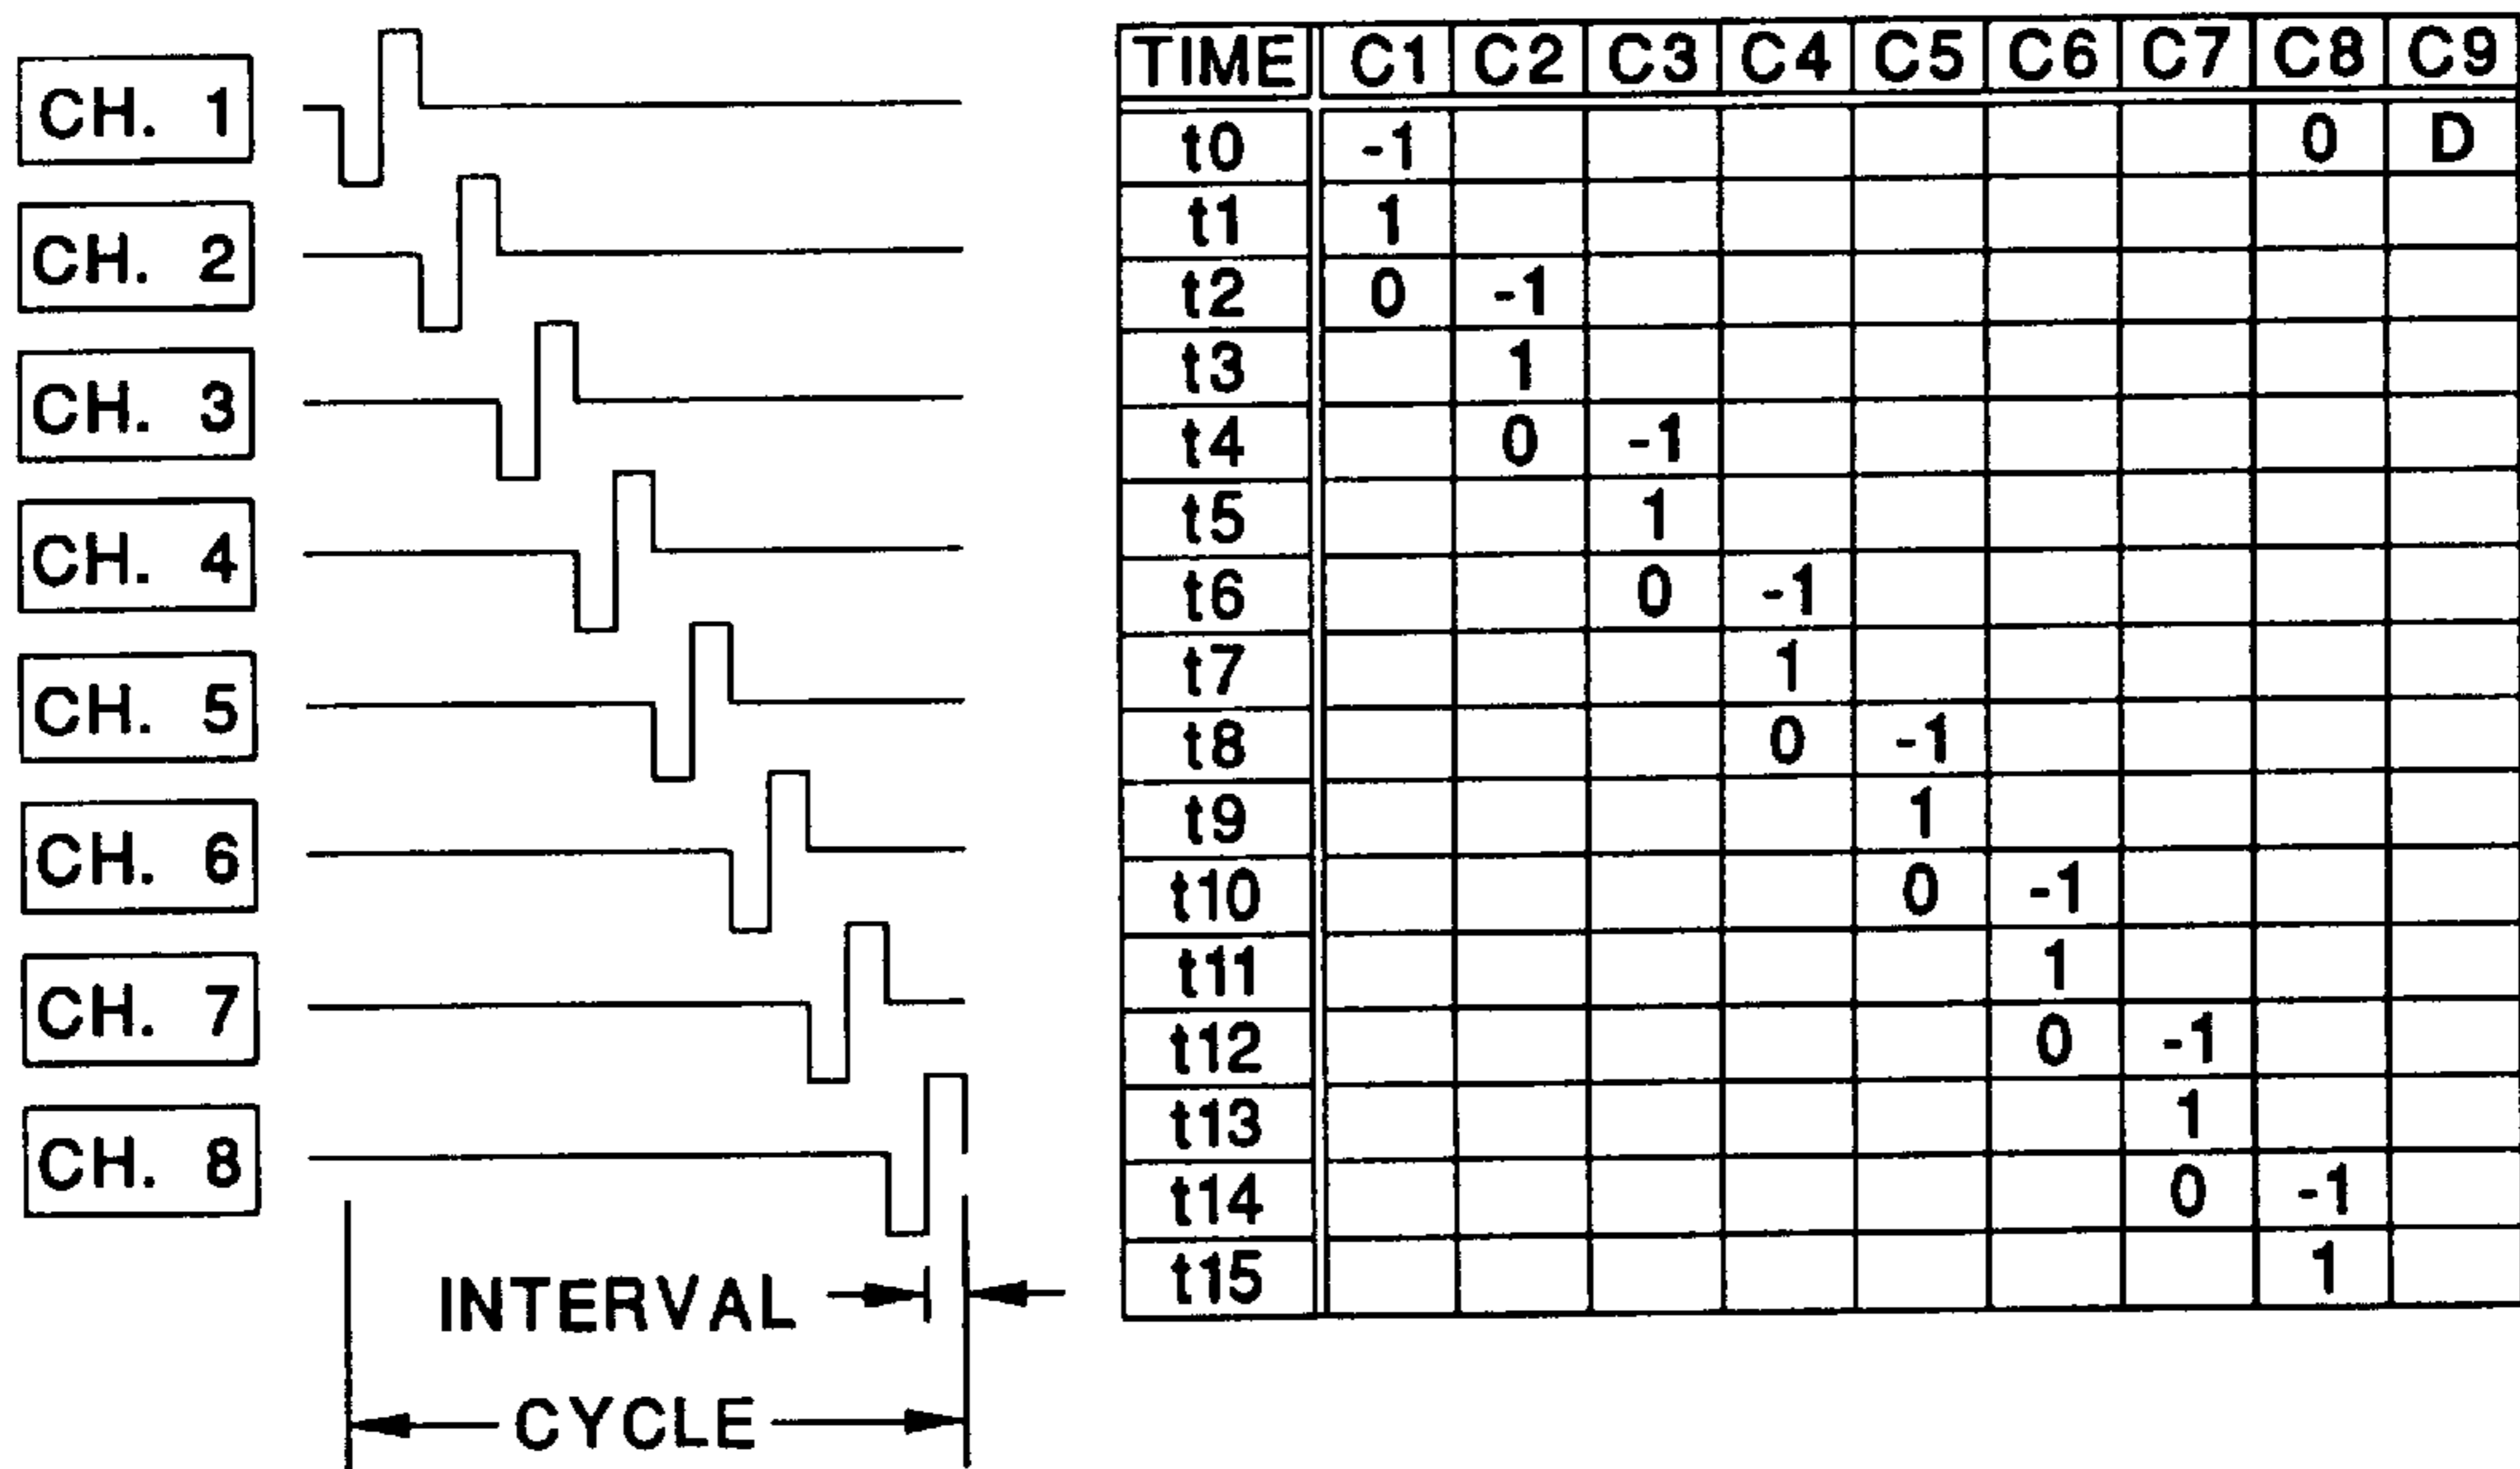 CH. 1
CH. 2
CH. 3
CH. 4
CH. 5
CH. 6
CH. 7
CH. 8
INTERVAL
CYCLE
TIME C1 C2 C3 C4 C5 C6 C7 C8 C9
t0 -1 0 D
t1 1
t2 0 -1
t3 1
t4 0 -1
t5 1
t6 0 -1
t7 1
t8 0 -1
t9 1
t10 0 -1
t11 1
t12 0 -1
t13 1
t14 0 -1
t15 1